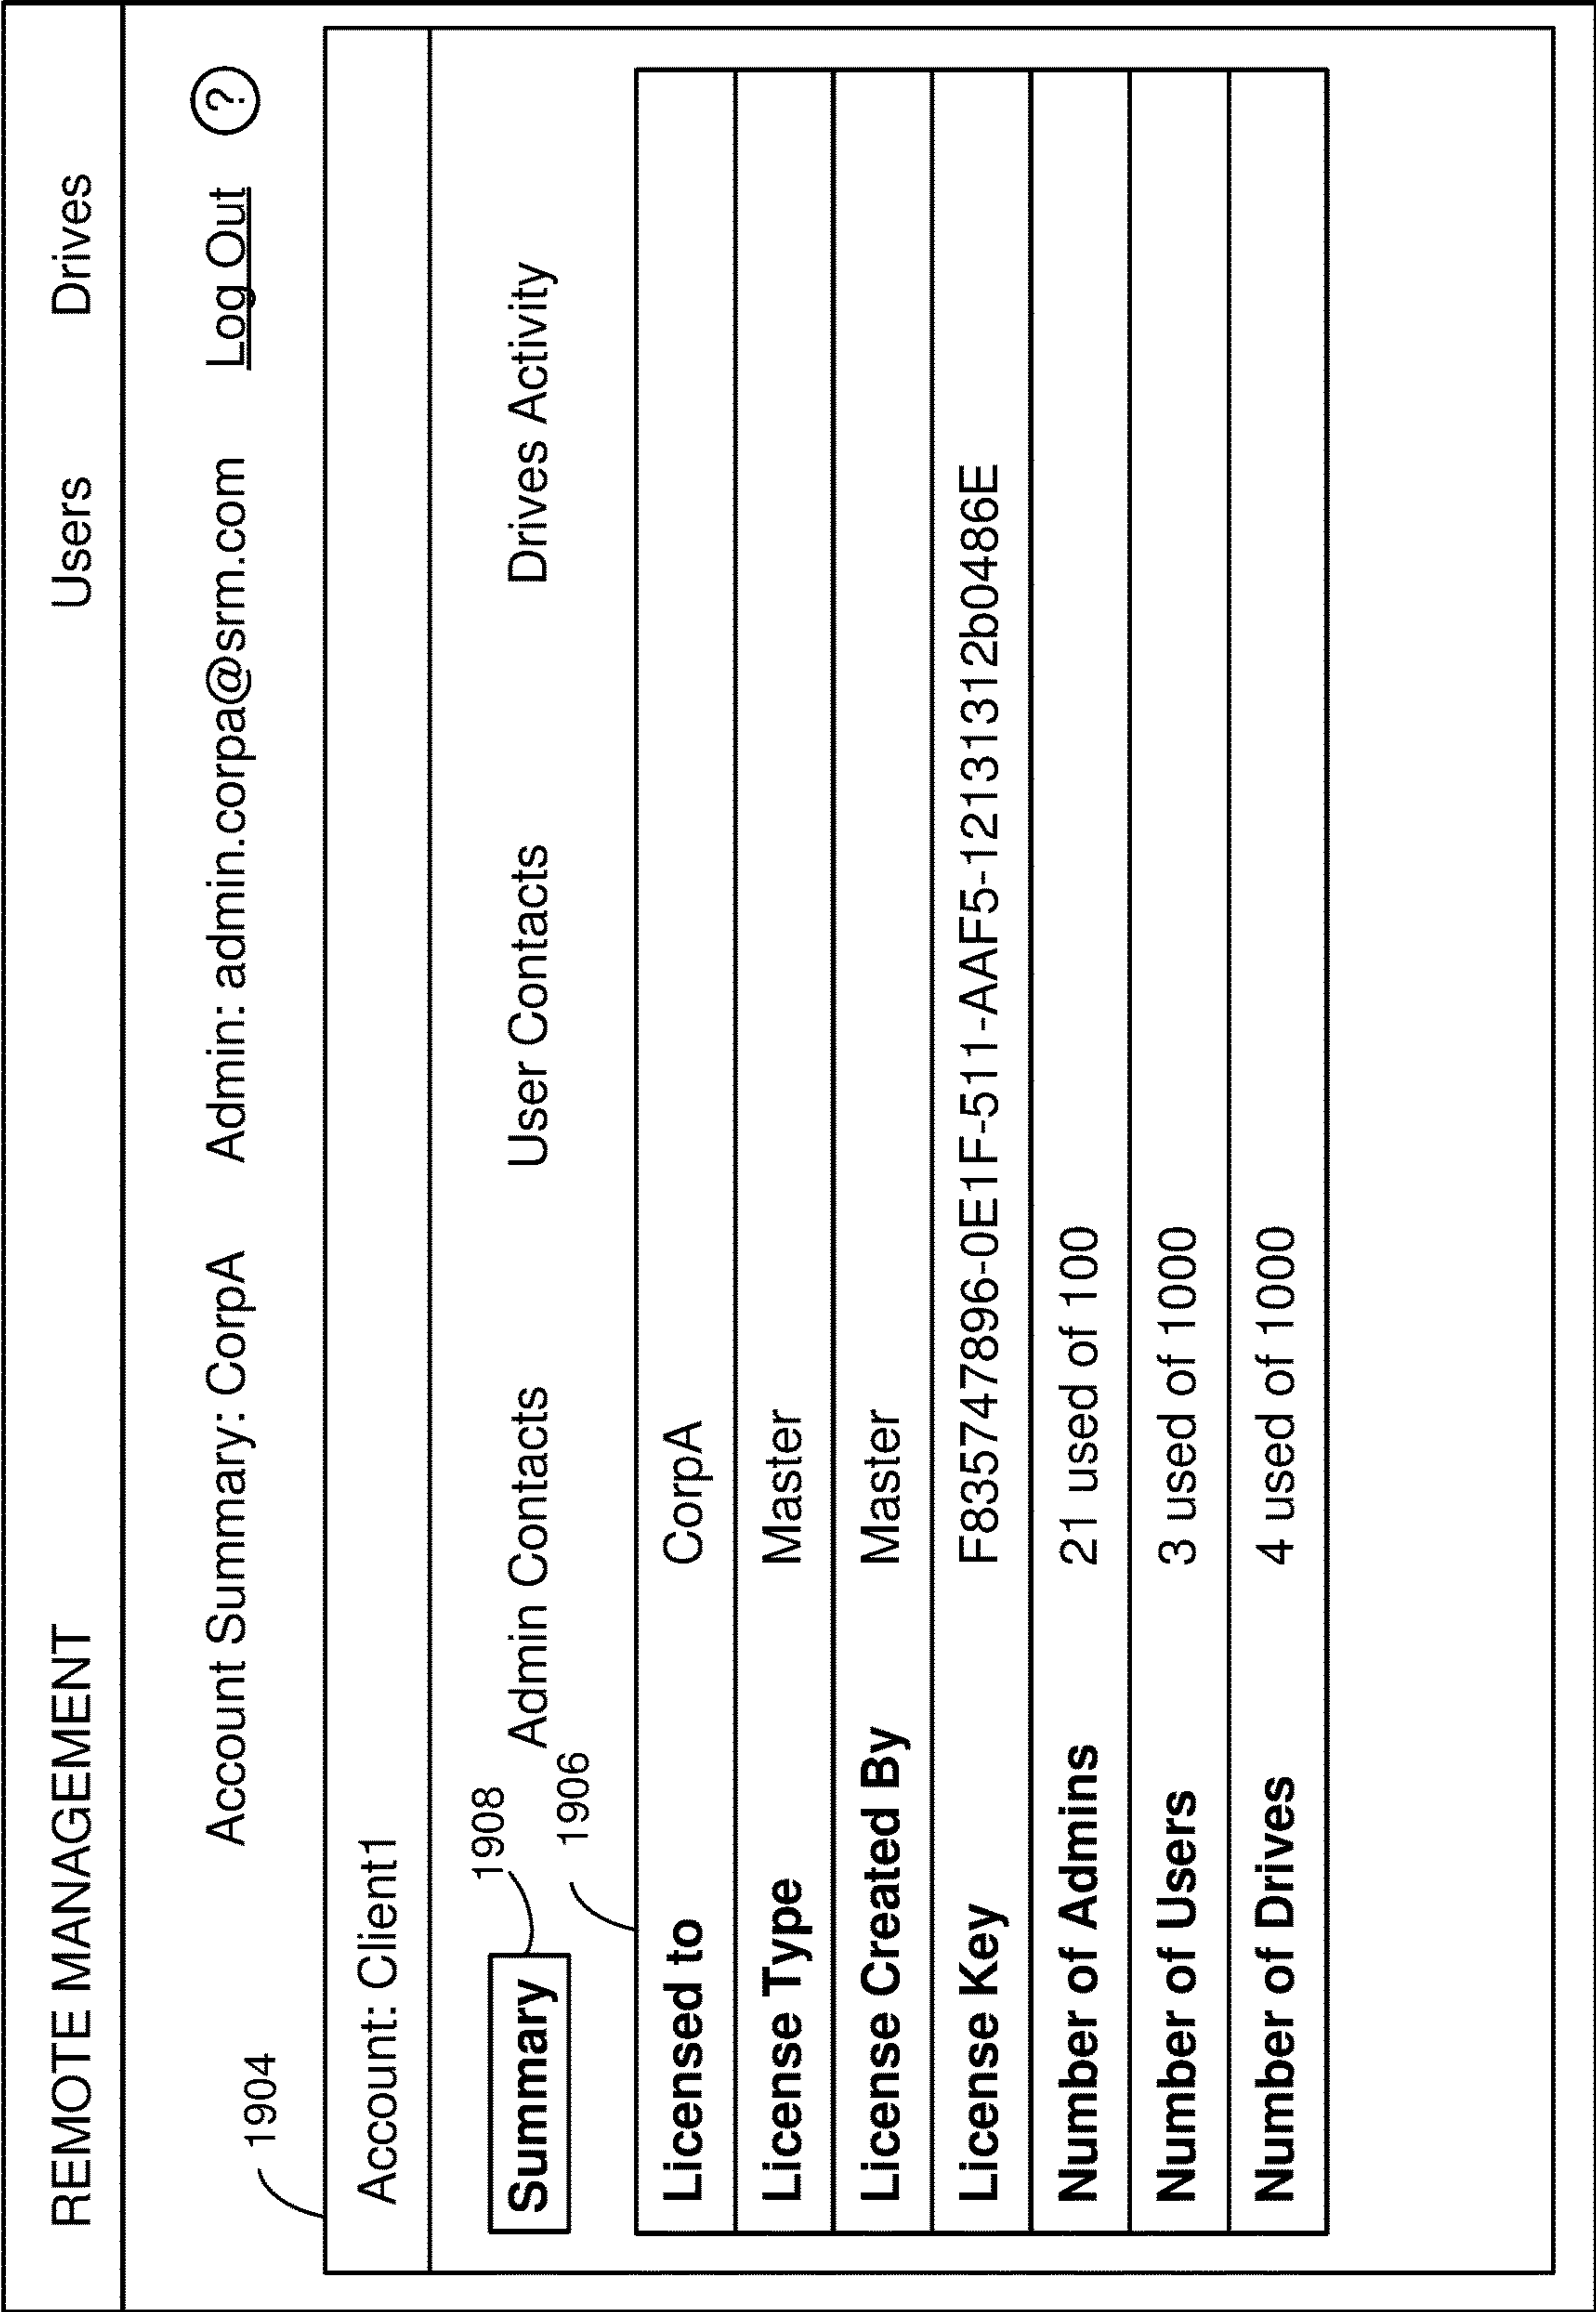 REMOTE MANAGEMENT Users Drives
Account Summary: CorpA Admin: admin.corpa@srm.com Log Out ?
1904
Account: Client1
1908
Summary Admin Contacts User Contacts Drives Activity
1906
Licensed to CorpA
License Type Master
License Created By Master
License Key F835747896-0E1F-511-AAF5-12131312b0486E
Number of Admins 21 used of 100
Number of Users 3 used of 1000
Number of Drives 4 used of 1000